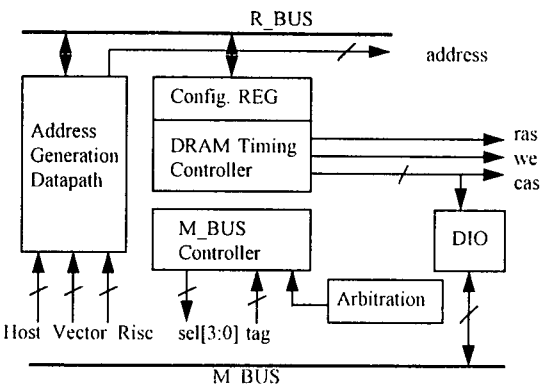 R_BUS
address
Config. REG
Address
Generation
Datapath
DRAM Timing
Controller
ras
we
cas
M_BUS
Controller
DIO
Arbitration
Host Vector Risc
sel[3:0] tag
M_BUS